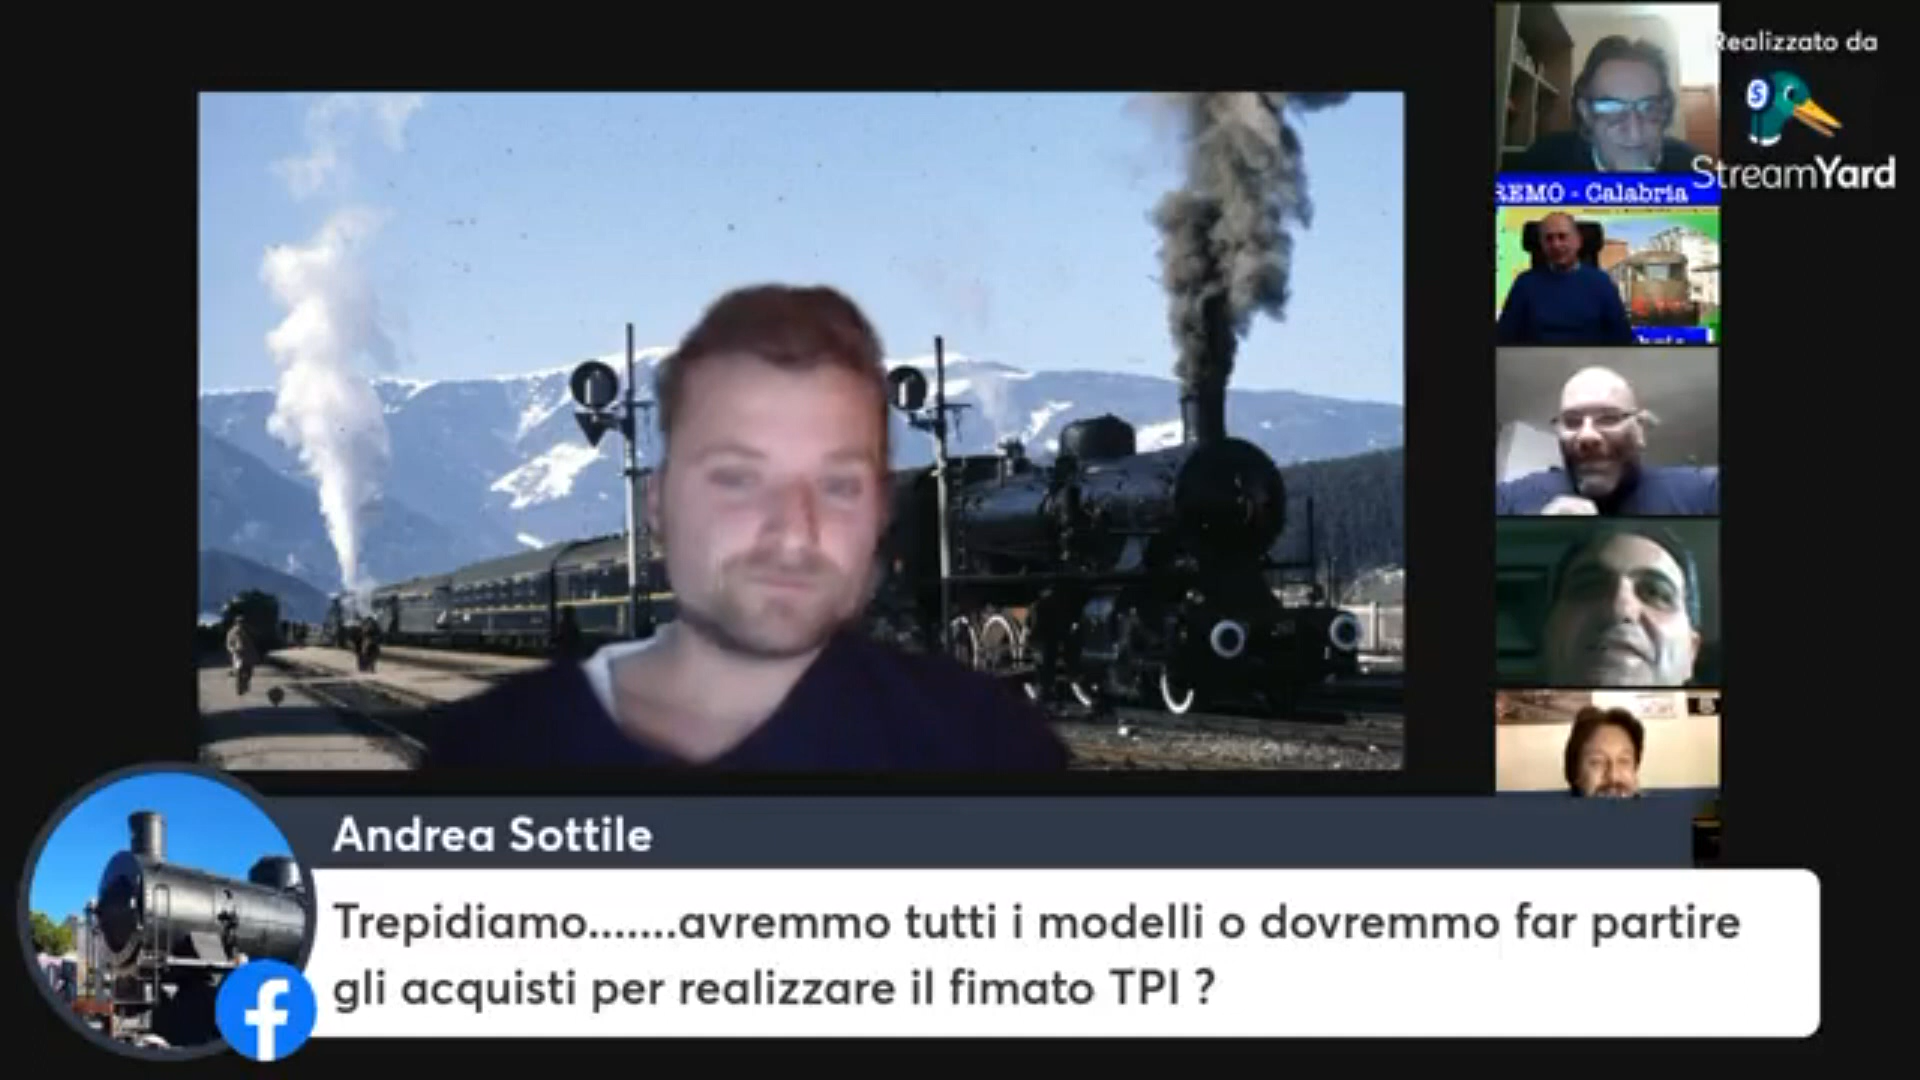 Realizzato da
StreamYard
REMO - Calabria
Andrea Sottile
Trepidiamo.......avremmo tutti i modelli o dovremmo far partire
gli acquisti per realizzare il fimato TPI ?